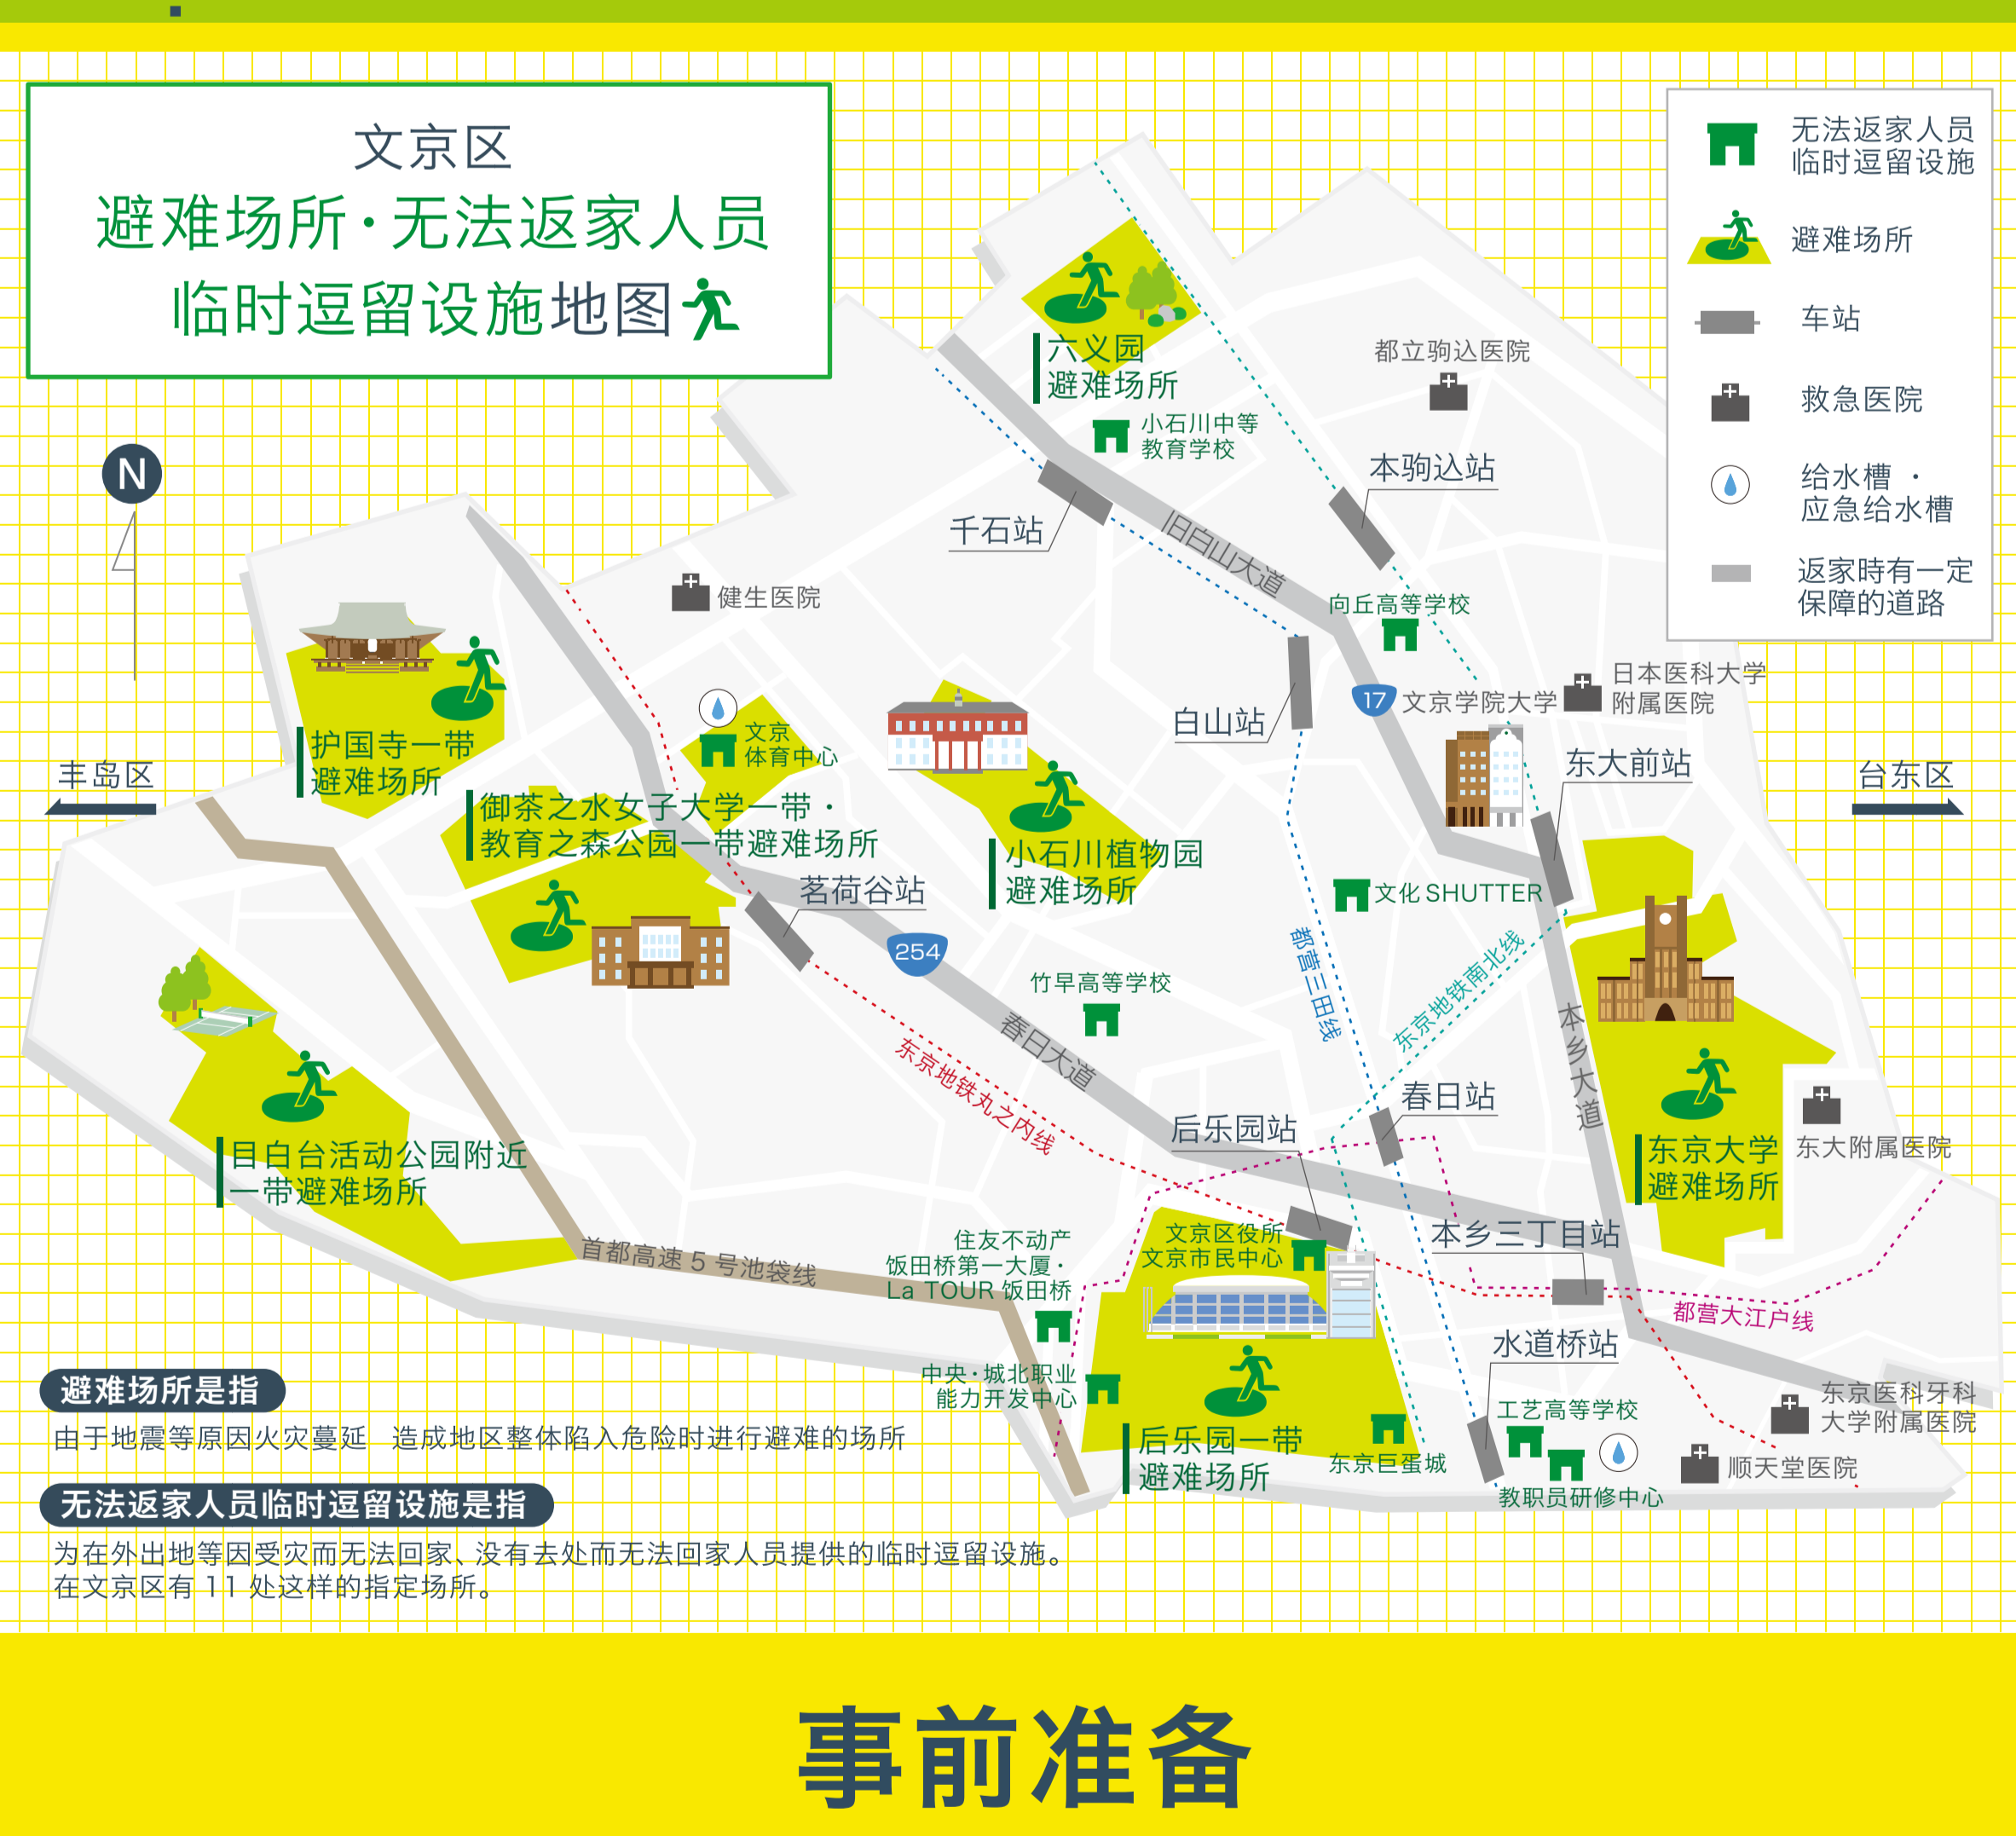 文京区
避难场所·无法返家人员
临时逗留设施地图
无法返家人员
临时逗留设施
避难场所
车站
救急医院
给水槽 ·
应急给水槽
返家時有一定
保障的道路
N
六义园
避难场所
都立驹込医院
小石川中等
教育学校
本驹込站
千石站
旧白山大道
健生医院
向丘高等学校
日本医科大学
附属医院
17
文京学院大学
白山站
文京
体育中心
护国寺一带
避难场所
东大前站
丰岛区
台东区
御茶之水女子大学一带·
教育之森公园一带避难场所
小石川植物园
避难场所
茗荷谷站
文化 SHUTTER
254
都营三田线
东京地铁南北线
竹早高等学校
春日大道
东京地铁丸之内线
本乡大道
春日站
后乐园站
东京大学
避难场所
东大附属医院
目白台活动公园附近
一带避难场所
首都高速 5 号池袋线
住友不动产
饭田桥第一大厦·
La TOUR 饭田桥
文京区役所
文京市民中心
本乡三丁目站
都营大江户线
水道桥站
中央·城北职业
能力开发中心
后乐园一带
避难场所
东京巨蛋城
工艺高等学校
教职员研修中心
东京医科牙科
大学附属医院
顺天堂医院
避难场所是指
由于地震等原因火灾蔓延 造成地区整体陷入危险时进行避难的场所
无法返家人员临时逗留设施是指
为在外出地等因受灾而无法回家、没有去处而无法回家人员提供的临时逗留设施。
在文京区有 11 处这样的指定场所。
事前准备